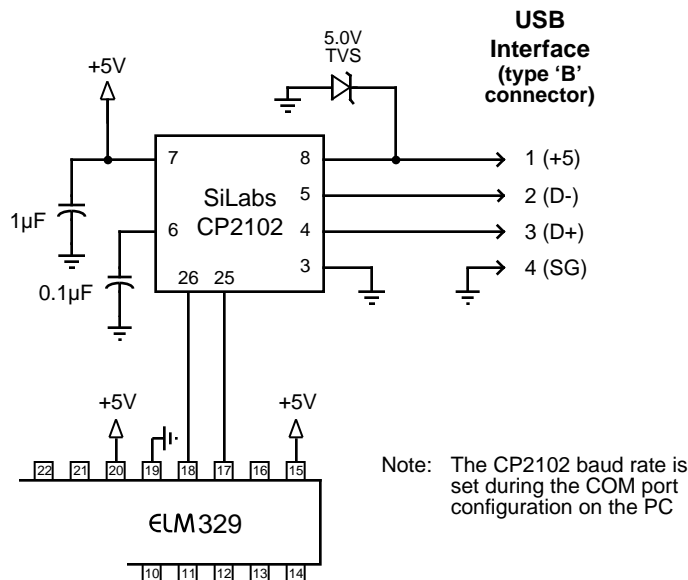 USB
Interface
(type ‘B’
connector)
5.0V
TVS
+5V
7
8
1 (+5)
SiLabs
CP2102
5
2 (D-)
1µF
6
4
3 (D+)
0.1µF
26 25
3
4 (SG)
+5V
+5V
22 21 20 19 18 17 16 15
Note: The CP2102 baud rate is
set during the COM port
configuration on the PC
ELM329
10 11 12 13 14